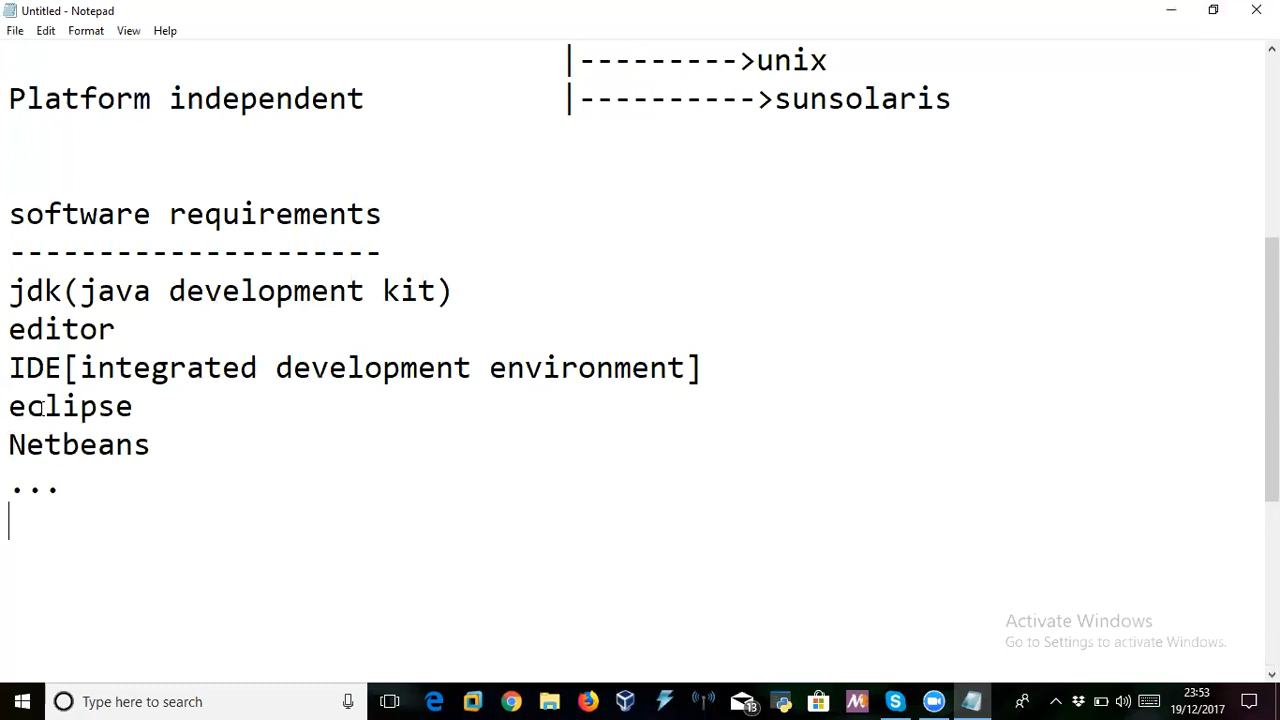 Untitled - Notepad
File Edit Format View Help
|--------->unix
Platform independent |---------->sunsolaris
software requirements
---------------------
jdk(java development kit)
editor
IDE[integrated development environment]
eclipse
Netbeans
...
Activate Windows
Go to Settings to activate Windows.
Type here to search
13
23:53
19/12/2017